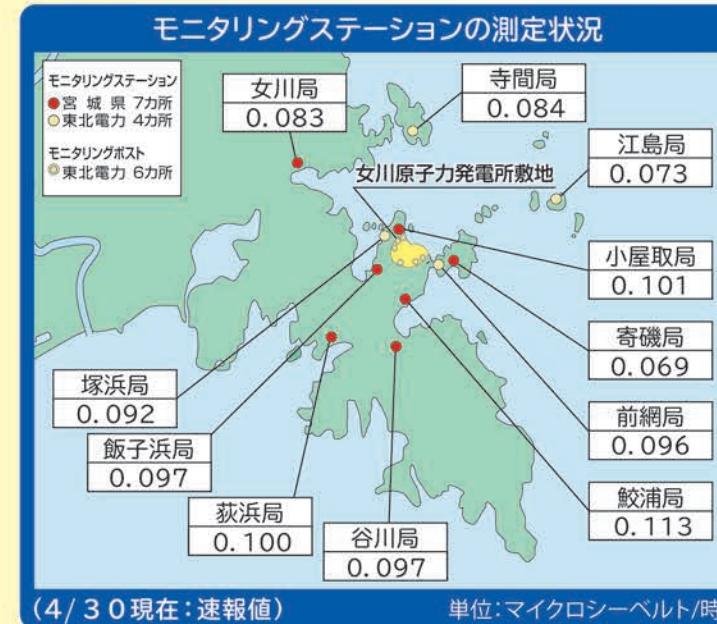 モニタリングステーションの測定状況
モニタリングステーション
宮城県 7カ所
東北電力 4カ所
モニタリングポスト
東北電力 6カ所
女川局
0.083
寺間局
0.084
江島局
0.073
女川原子力発電所敷地
小屋取局
0.101
寄磯局
0.069
前網局
0.096
鮫浦局
0.113
塚浜局
0.092
飯子浜局
0.097
荻浜局
0.100
谷川局
0.097
(4/30現在:速報値)
単位:マイクロシーベルト/時